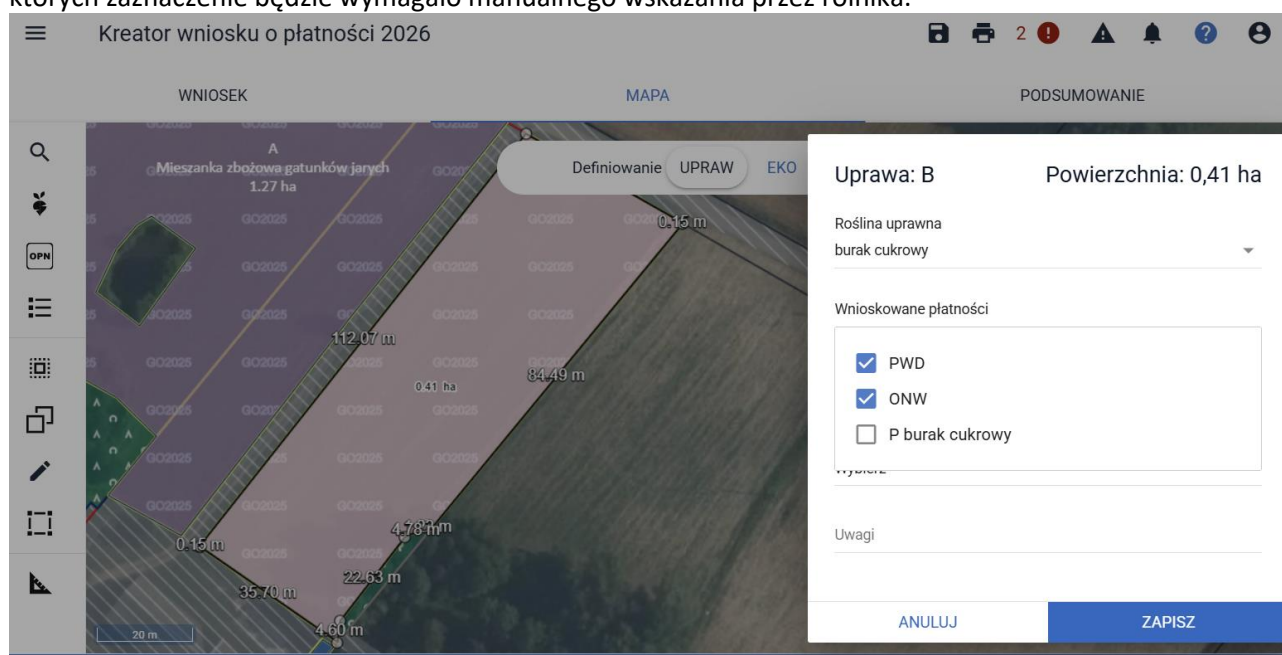 których zaznaczenie będzie wymagało manualnego wskazania przez rolnika.
Kreator wniosku o płatności 2026
2
WNIOSEK
MAPA
PODSUMOWANIE
OPN
A
Mieszanka zbożowa gatunków jarych
1.27 ha
Definiowanie UPRAW EKO
0.15 m
112.07 m
0.41 ha
84.49 m
4.78 m
0.15 m
22.63 m
35.70 m
4.60 m
20 m
GO2025
Uprawa: B
Powierzchnia: 0,41 ha
Roślina uprawna
burak cukrowy
Wnioskowane płatności
PWD
ONW
P burak cukrowy
Wybierz
Uwagi
ANULUJ
ZAPISZ